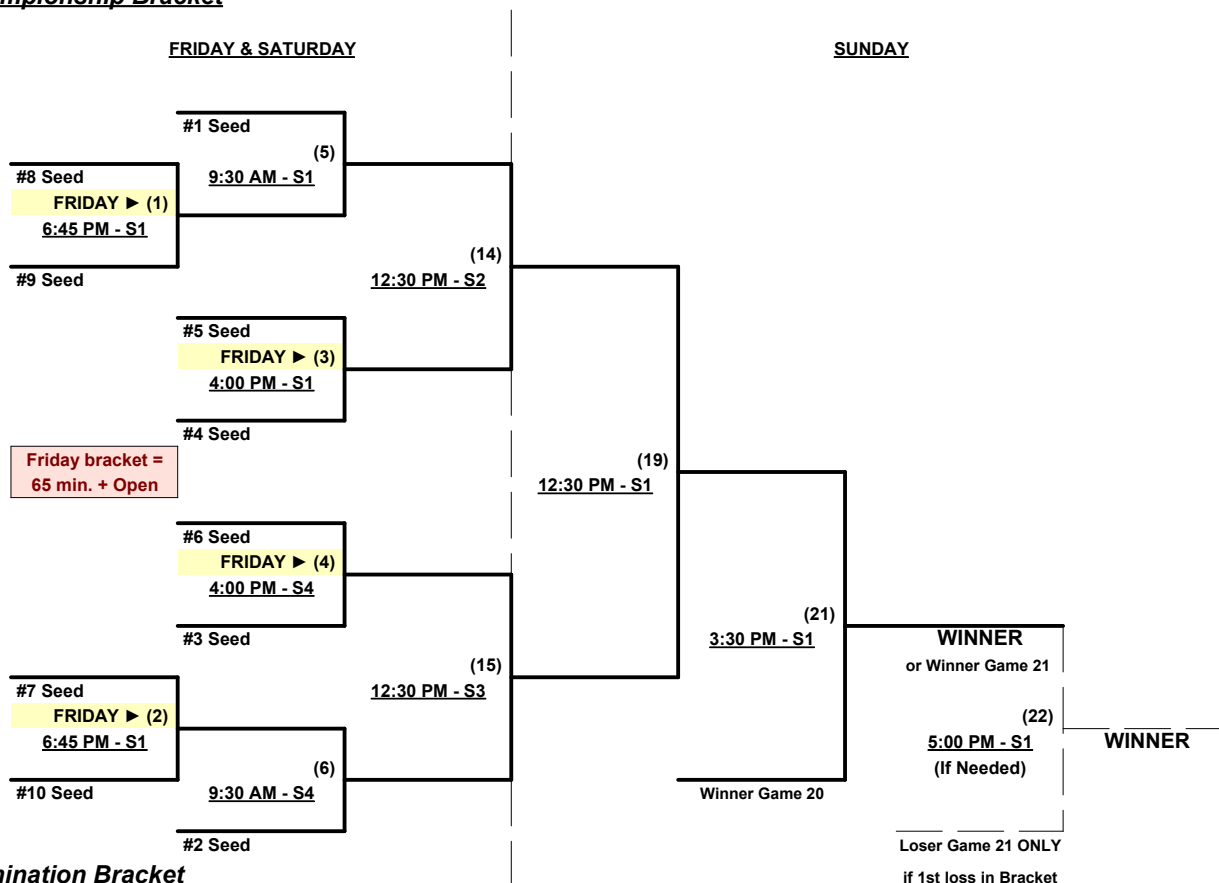 Bracket
FRIDAY & SATURDAY
SUNDAY
#1 Seed
(5)
9:30 AM - S1
#8 Seed
FRIDAY ► (1)
6:45 PM - S1
#9 Seed
(14)
12:30 PM - S2
#5 Seed
FRIDAY ► (3)
4:00 PM - S1
#4 Seed
Friday bracket =
65 min. + Open
(19)
12:30 PM - S1
#6 Seed
FRIDAY ► (4)
4:00 PM - S4
#3 Seed
(21)
3:30 PM - S1
WINNER
or Winner Game 21
(15)
12:30 PM - S3
#7 Seed
FRIDAY ► (2)
6:45 PM - S1
#10 Seed
(22)
5:00 PM - S1
(If Needed)
WINNER
(6)
9:30 AM - S4
#2 Seed
Winner Game 20
Loser Game 21 ONLY
if 1st loss in Bracket
mination Bracket